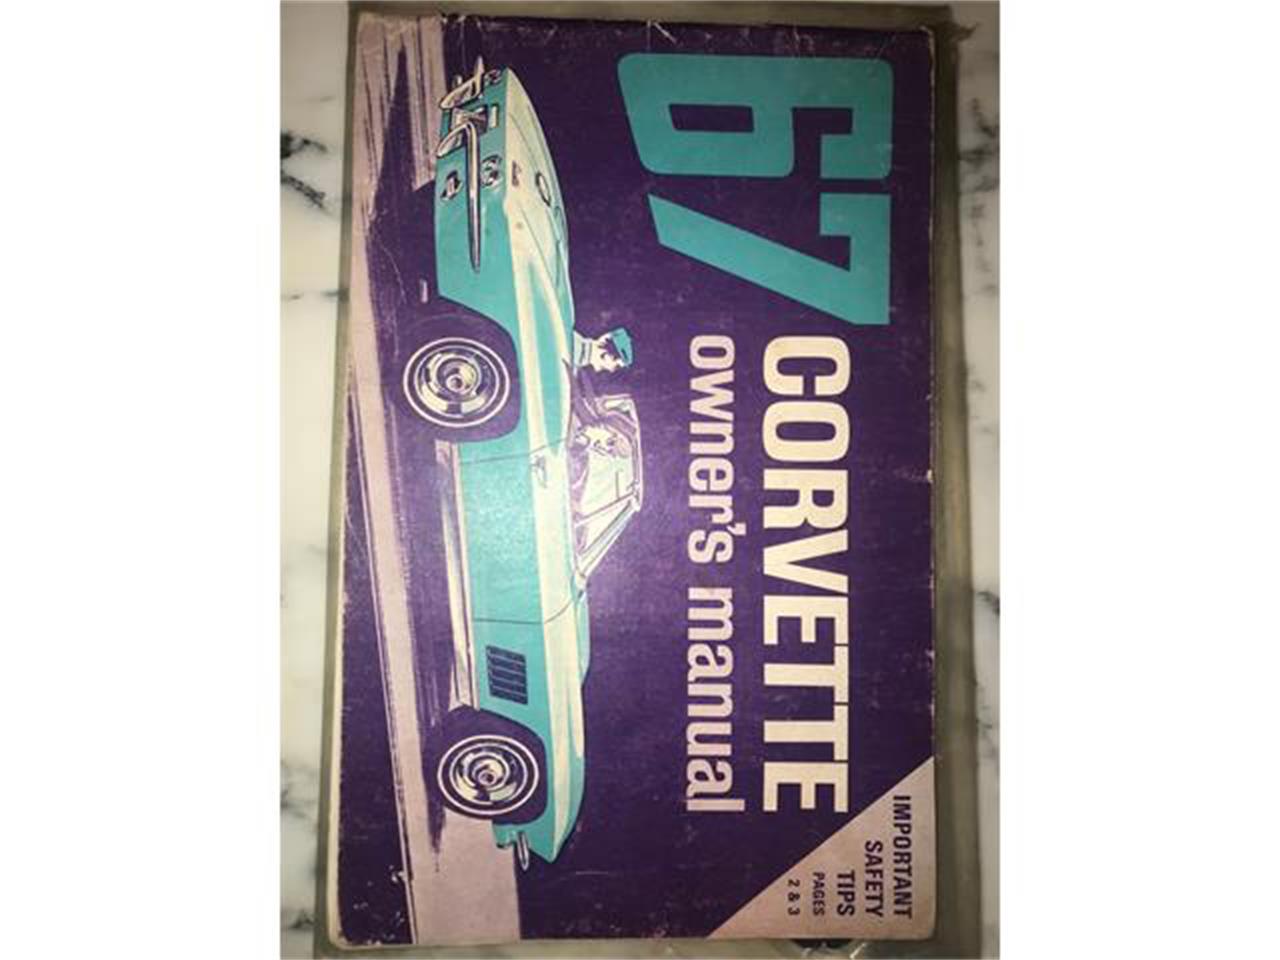 67 CORVETTE
owner's manual
IMPORTANT
SAFETY
TIPS
PAGES
2 & 3